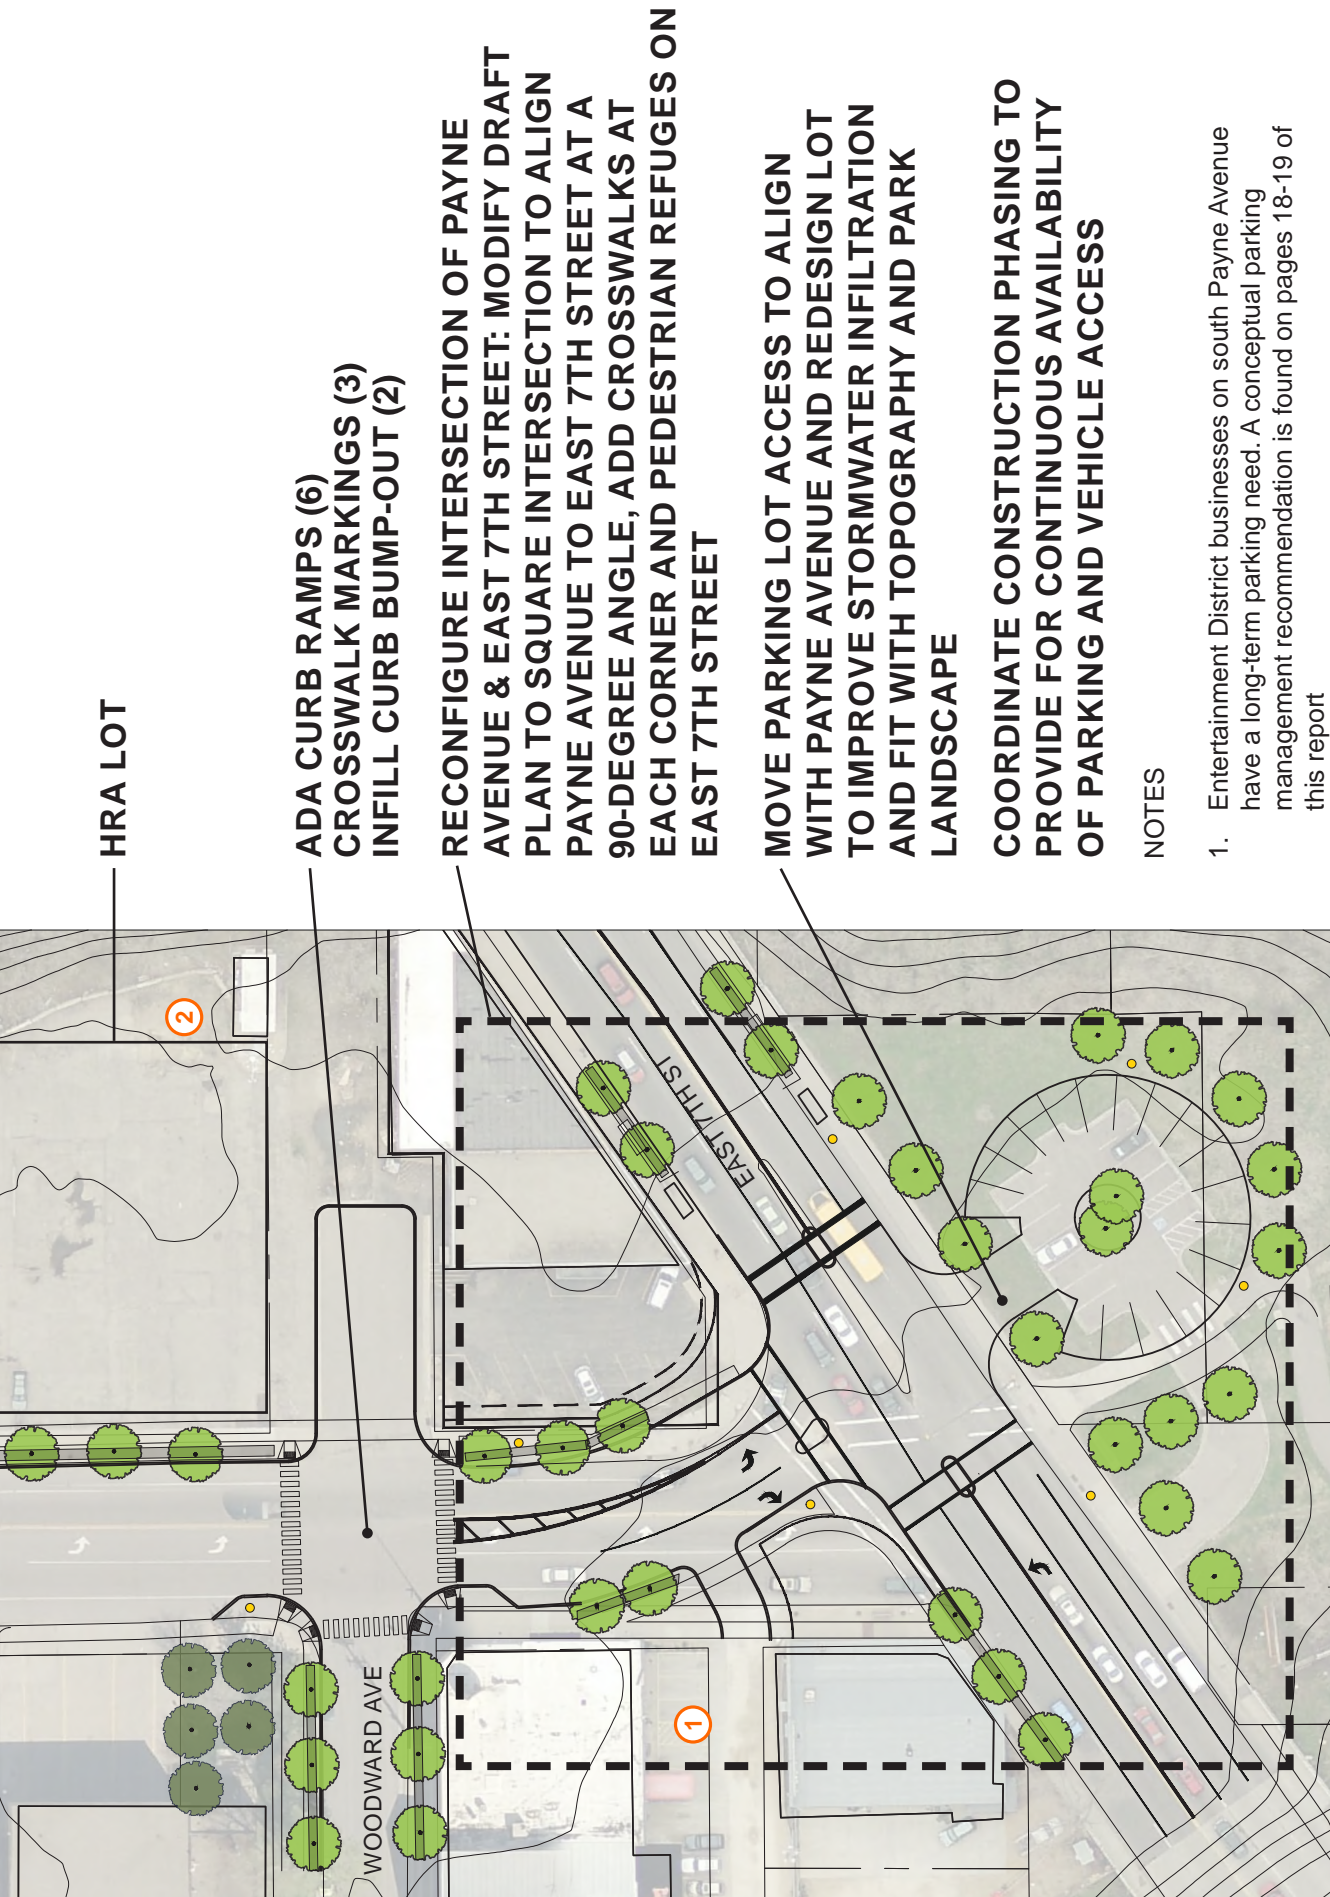 HRA LOT
ADA CURB RAMPS (6)
CROSSWALK MARKINGS (3)
INFILL CURB BUMP-OUT (2)
RECONFIGURE INTERSECTION OF PAYNE
AVENUE & EAST 7TH STREET: MODIFY DRAFT
PLAN TO SQUARE INTERSECTION TO ALIGN
PAYNE AVENUE TO EAST 7TH STREET AT A
90-DEGREE ANGLE, ADD CROSSWALKS AT
EACH CORNER AND PEDESTRIAN REFUGES ON
EAST 7TH STREET
MOVE PARKING LOT ACCESS TO ALIGN
WITH PAYNE AVENUE AND REDESIGN LOT
TO IMPROVE STORMWATER INFILTRATION
AND FIT WITH TOPOGRAPHY AND PARK
LANDSCAPE
COORDINATE CONSTRUCTION PHASING TO
PROVIDE FOR CONTINUOUS AVAILABILITY
OF PARKING AND VEHICLE ACCESS
NOTES
1. Entertainment District businesses on south Payne Avenue
have a long-term parking need. A conceptual parking
management recommendation is found on pages 18-19 of
this report
2
EAST 7TH ST
1
WOODWARD AVE